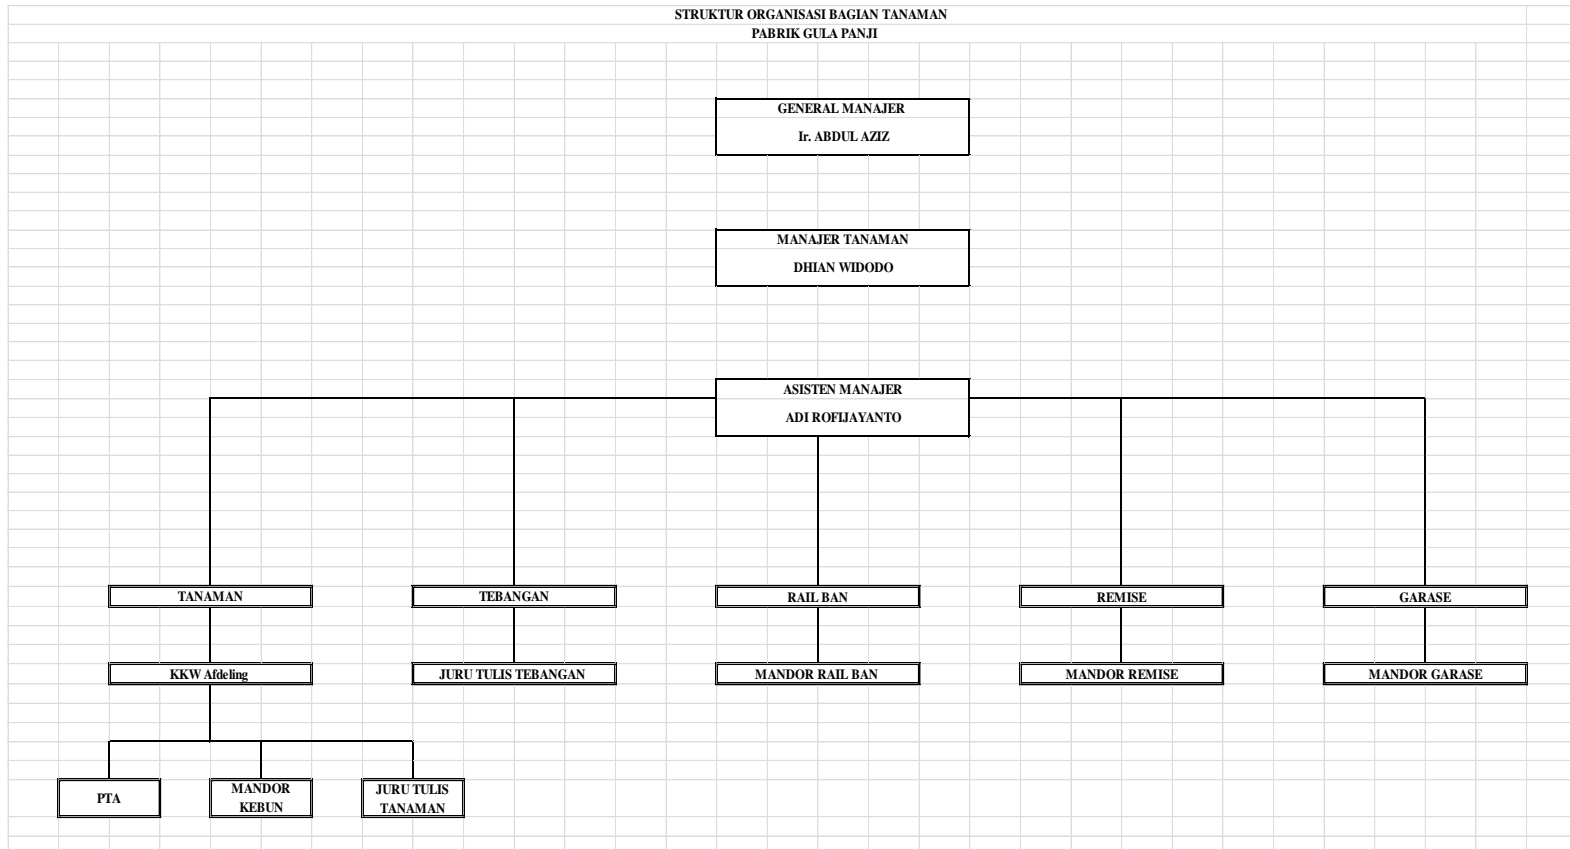 STRUKTUR ORGANISASI BAGIAN TANAMAN
PABRIK GULA PANJI
GENERAL MANAJER
Ir. ABDUL AZIZ
MANAJER TANAMAN
DHIAN WIDODO
ASISTEN MANAJER
ADI ROFIJAYANTO
TANAMAN
TEBANGAN
RAIL BAN
REMISE
GARASE
KKW Afdeling
JURU TULIS TEBANGAN
MANDOR RAIL BAN
MANDOR REMISE
MANDOR GARASE
PTA
MANDOR
KEBUN
JURU TULIS
TANAMAN